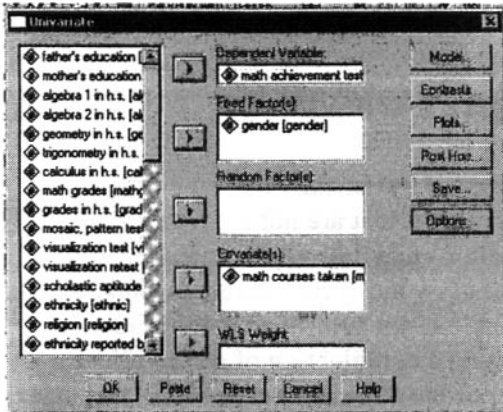 Univariate
father's education [
mother's education
algebra 1 in h.s. [al
algebra 2 in h.s. [al
geometry in h.s. [ge
trigonometry in h.s.
calculus in h.s. [cal
math grades [mathg
grades in h.s. [grad
mosaic, pattern test
visualization test [vi
visualization retest [
scholastic aptitude
ethnicity [ethnic]
religion [religion]
ethnicity reported b
Dependent Variable:
math achievement test
Fixed Factor(s):
gender [gender]
Random Factor(s):
Covariate(s):
math courses taken [m
WLS Weight:
Model...
Contrasts...
Plots...
Post Hoc...
Save...
Options...
OK
Paste
Reset
Cancel
Help